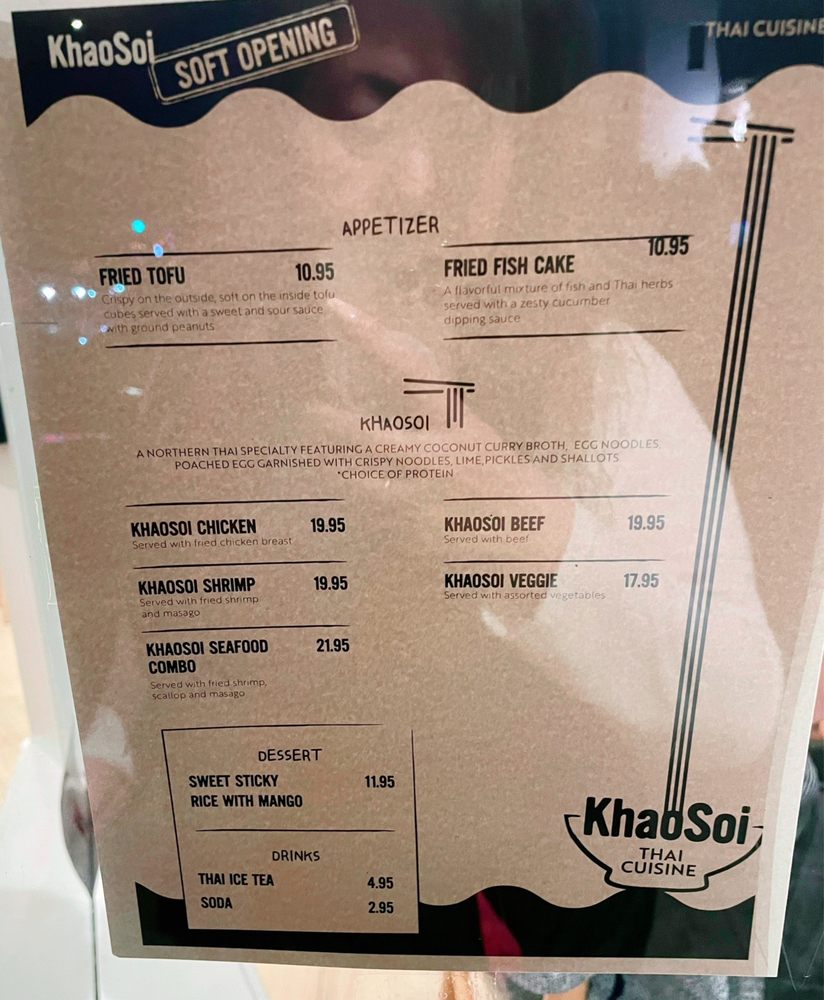 KhaoSoi
SOFT OPENING
THAI CUISINE
APPETIZER
FRIED TOFU 10.95
Crispy on the outside, soft on the inside tofu
cubes served with a sweet and sour sauce
with ground peanuts
FRIED FISH CAKE 10.95
A flavorful mixture of fish and Thai herbs
served with a zesty cucumber
dipping sauce
KHAOSOI
A NORTHERN THAI SPECIALTY FEATURING A CREAMY COCONUT CURRY BROTH, EGG NOODLES,
POACHED EGG GARNISHED WITH CRISPY NOODLES, LIME,PICKLES AND SHALLOTS
*CHOICE OF PROTEIN
KHAOSOI CHICKEN 19.95
Served with fried chicken breast
KHAOSOI SHRIMP 19.95
Served with fried shrimp
and masago
KHAOSOI SEAFOOD 21.95
COMBO
Served with fried shrimp,
scallop and masago
KHAOSOI BEEF 19.95
Served with beef
KHAOSOI VEGGIE 17.95
Served with assorted vegetables
DESSERT
SWEET STICKY 11.95
RICE WITH MANGO
DRINKS
THAI ICE TEA 4.95
SODA 2.95
KhaoSoi
THAI
CUISINE